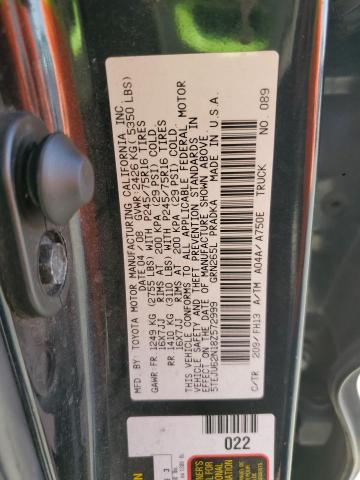 MFD. BY: TOYOTA MOTOR MANUFACTURING CALIFORNIA INC.
DATE 04 / 08 GVWR: 2426 KG ( 5350 LBS)
GAWR FR 1249 KG (2755 LBS) WITH P245/75R16 TIRES
16X7JJ RIMS AT 200 KPA (29 PSI) COLD.
RR 1410 KG (3110 LBS) WITH P245/75R16 TIRES
16X7JJ RIMS AT 200 KPA (29 PSI) COLD.
THIS VEHICLE CONFORMS TO ALL APPLICABLE FEDERAL MOTOR
VEHICLE SAFETY AND THEFT PREVENTION STANDARDS IN
EFFECT ON THE DATE OF MANUFACTURE SHOWN ABOVE.
5TEJU62N18Z572999 GRN265L PRADKA U.S.A.
C/TR 209/ FH13 A/TM A04A/ A750E TRUCK
NO. 089
022